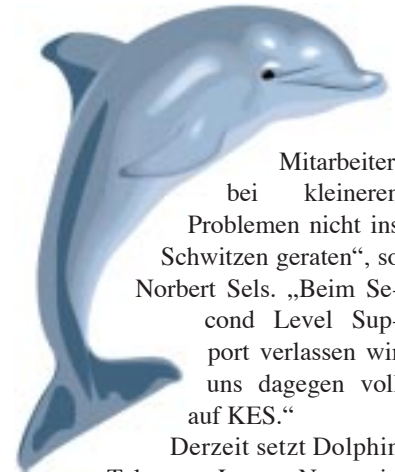 Mitarbeiter
bei kleineren
Problemen nicht ins
Schwitzen geraten“, so
Norbert Sels. „Beim Se-
cond Level Sup-
port verlassen wir
uns dagegen voll
auf KES.“
Derzeit setzt Dolphin